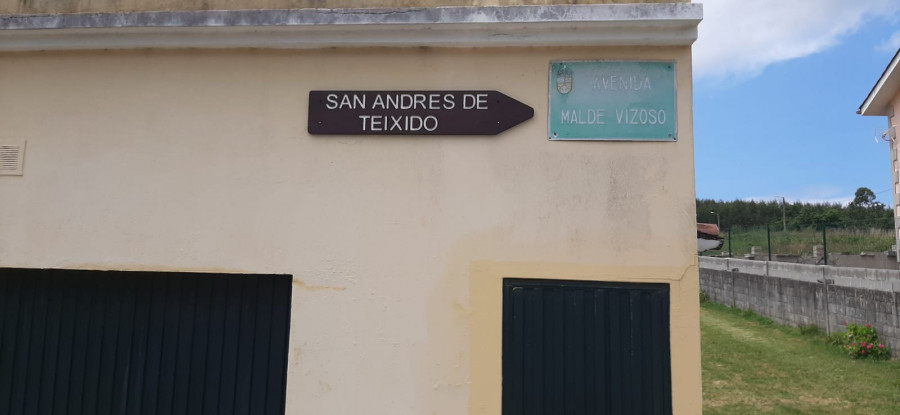 SAN ANDRES DE
TEIXIDO
AVENIDA
MALDE VIZOSO